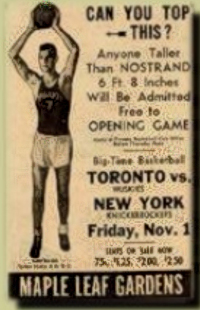 CAN YOU TOP
THIS?
Anyone Taller
Than NOSTRAND
6 Ft. 8 Inches
Will Be Admitted
Free to
OPENING GAME
Big-Time Basketball
TORONTO vs.
HUSKIES
NEW YORK
KNICKERBOCKERS
Friday, Nov. 1
SEATS ON SALE NOW
75c, $1.25, $2.00, $2.50
MAPLE LEAF GARDENS